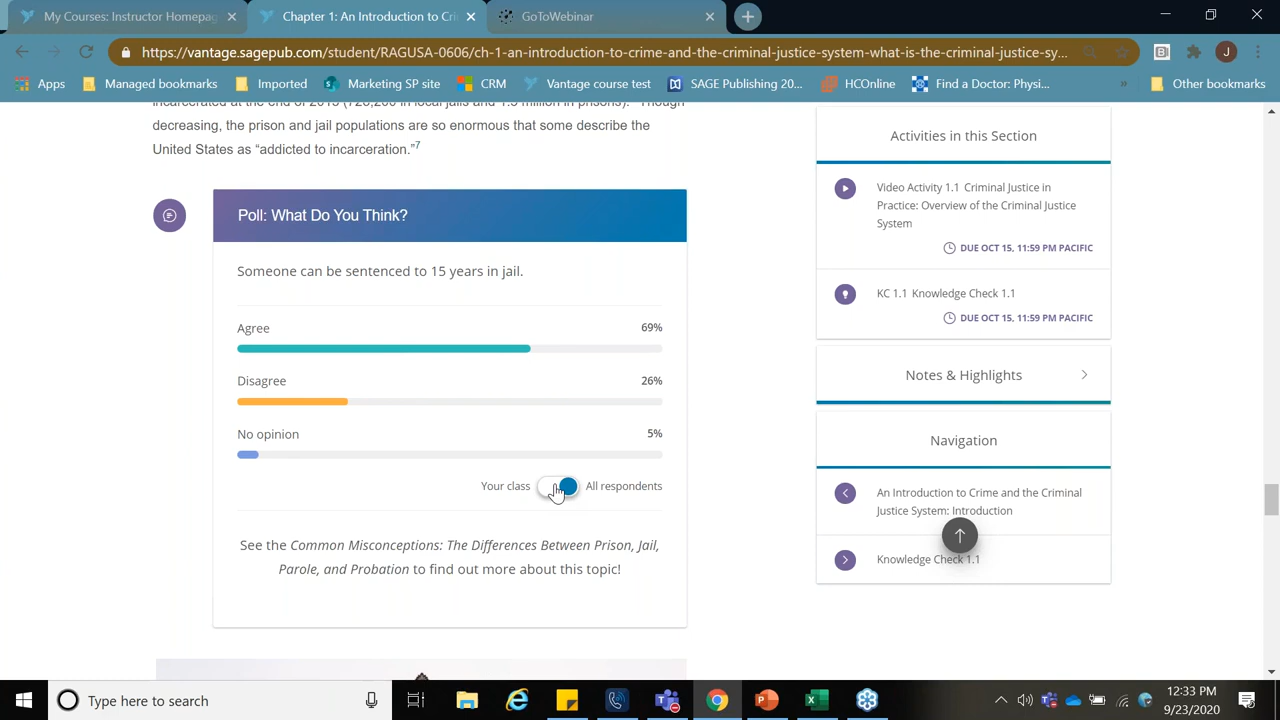 My Courses: Instructor Homepag
Chapter 1: An Introduction to Cri
GoToWebinar
https://vantage.sagepub.com/student/RAGUSA-0606/ch-1-an-introduction-to-crime-and-the-criminal-justice-system-what-is-the-criminal-justice-sy...
J
Apps
Managed bookmarks
Imported
Marketing SP site
CRM
Vantage course test
SAGE Publishing 20...
HCOnline
Find a Doctor: Physi...
»
Other bookmarks
decreasing, the prison and jail populations are so enormous that some describe the
United States as “addicted to incarceration.”7
Poll: What Do You Think?
Someone can be sentenced to 15 years in jail.
Agree 69%
Disagree 26%
No opinion 5%
Your class All respondents
See the Common Misconceptions: The Differences Between Prison, Jail,
Parole, and Probation to find out more about this topic!
Activities in this Section
Video Activity 1.1 Criminal Justice in
Practice: Overview of the Criminal Justice
System
DUE OCT 15, 11:59 PM PACIFIC
KC 1.1 Knowledge Check 1.1
DUE OCT 15, 11:59 PM PACIFIC
Notes & Highlights
Navigation
An Introduction to Crime and the Criminal
Justice System: Introduction
Knowledge Check 1.1
Type here to search
12:33 PM
9/23/2020